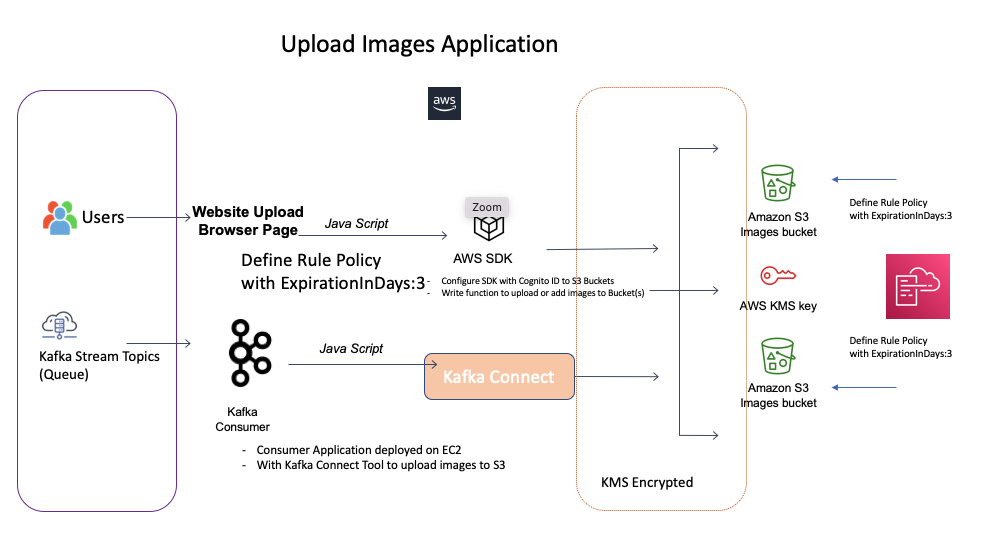 Upload Images Application
aws
Users
Website Upload
Browser Page
Java Script
Zoom
AWS SDK
Define Rule Policy
with ExpirationInDays:3
- Configure SDK with Cognito ID to S3 Buckets
- Write function to upload or add images to Bucket(s)
Amazon S3
Images bucket
Define Rule Policy
with ExpirationInDays:3
AWS KMS key
Kafka Stream Topics
(Queue)
Java Script
Kafka Connect
Kafka
Consumer
- Consumer Application deployed on EC2
- With Kafka Connect Tool to upload images to S3
Define Rule Policy
with ExpirationInDays:3
Amazon S3
Images bucket
KMS Encrypted